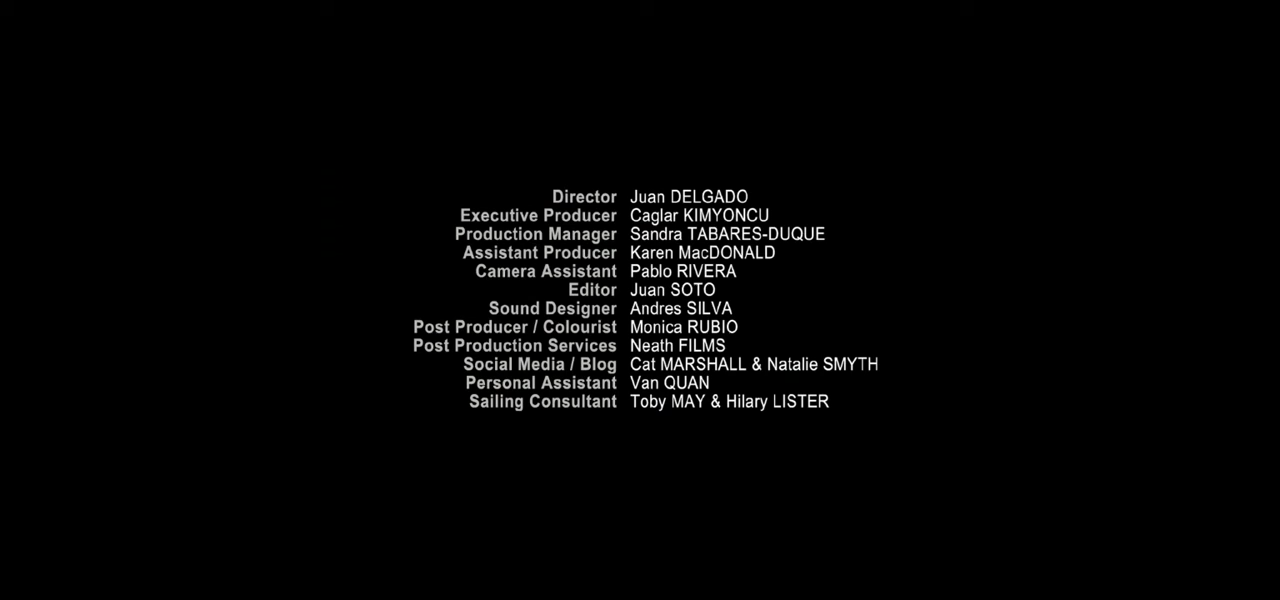 Director Juan DELGADO
Executive Producer Caglar KIMYONCU
Production Manager Sandra TABARES-DUQUE
Assistant Producer Karen MacDONALD
Camera Assistant Pablo RIVERA
Editor Juan SOTO
Sound Designer Andres SILVA
Post Producer / Colourist Monica RUBIO
Post Production Services Neath FILMS
Social Media / Blog Cat MARSHALL & Natalie SMYTH
Personal Assistant Van QUAN
Sailing Consultant Toby MAY & Hilary LISTER